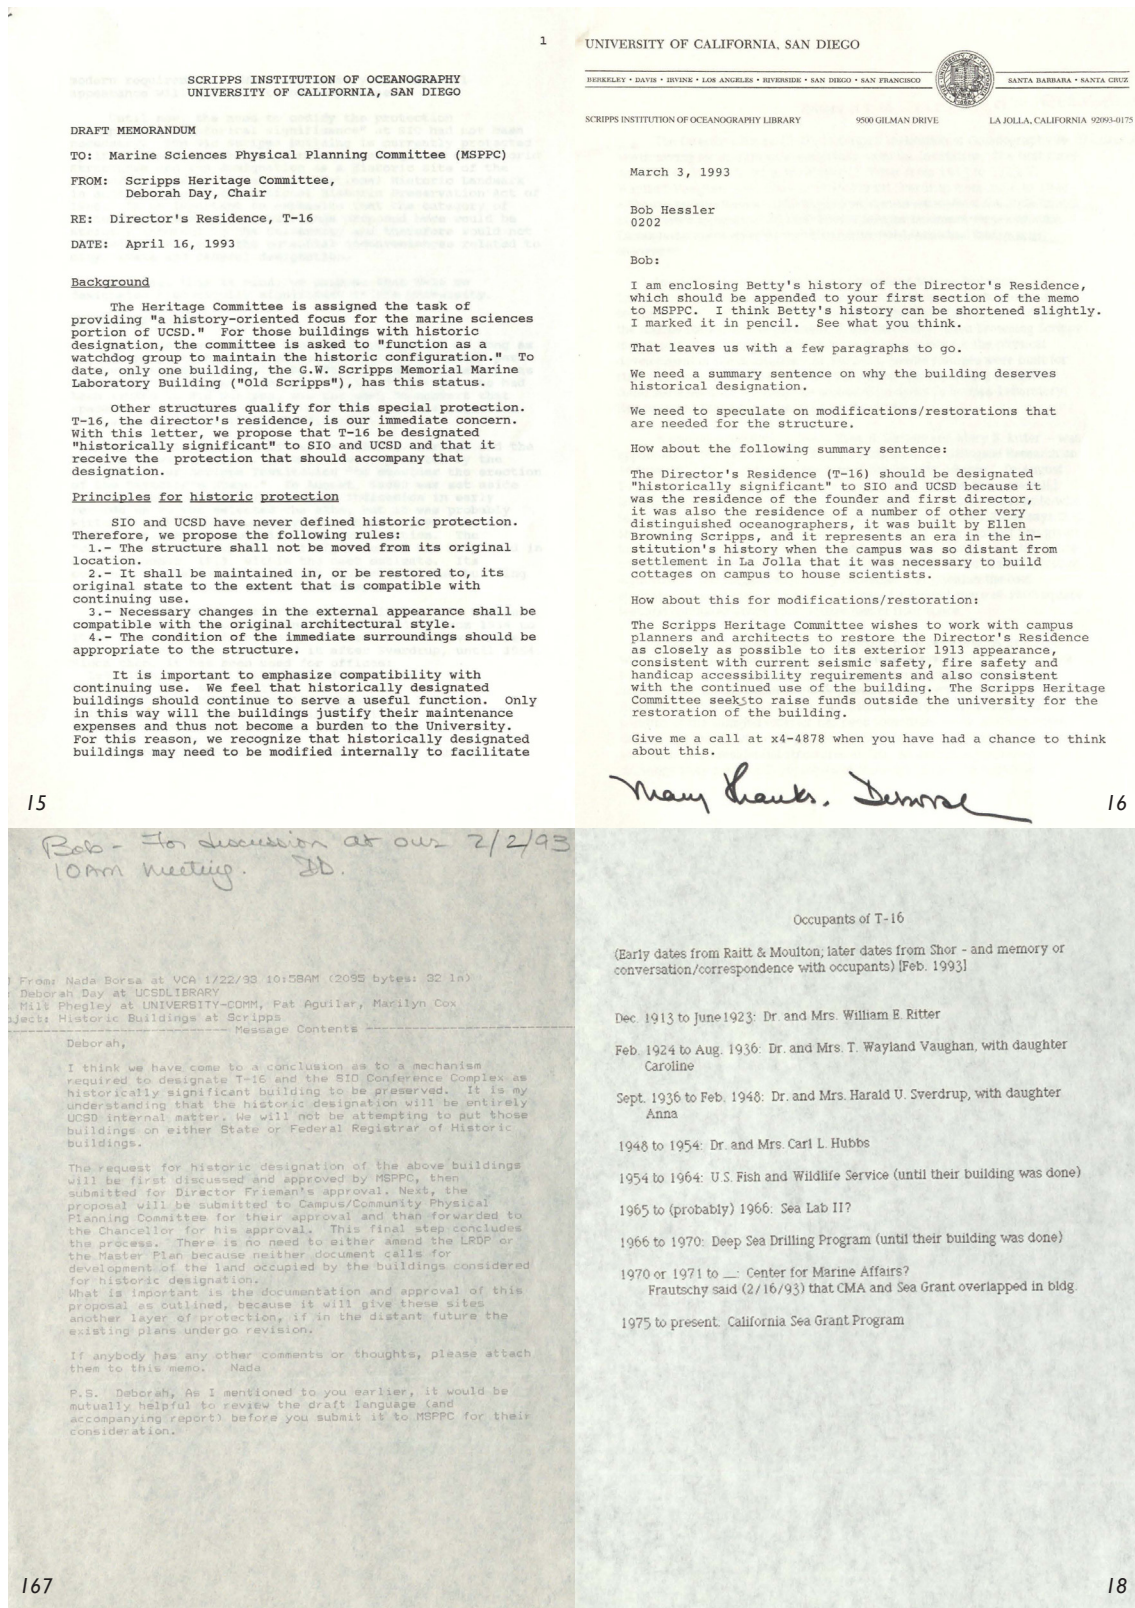 1
SCRIPPS INSTITUTION OF OCEANOGRAPHY
UNIVERSITY OF CALIFORNIA, SAN DIEGO
DRAFT MEMORANDUM
TO: Marine Sciences Physical Planning Committee (MSPPC)
FROM: Scripps Heritage Committee,
Deborah Day, Chair
RE: Director's Residence, T-16
DATE: April 16, 1993
Background
The Heritage Committee is assigned the task of
providing "a history-oriented focus for the marine sciences
portion of UCSD." For those buildings with historic
designation, the committee is asked to "function as a
watchdog group to maintain the historic configuration." To
date, only one building, the G.W. Scripps Memorial Marine
Laboratory Building ("Old Scripps"), has this status.
Other structures qualify for this special protection.
T-16, the director's residence, is our immediate concern.
With this letter, we propose that T-16 be designated
"historically significant" to SIO and UCSD and that it
receive the protection that should accompany that
designation.
Principles for historic protection
SIO and UCSD have never defined historic protection.
Therefore, we propose the following rules:
1.- The structure shall not be moved from its original
location.
2.- It shall be maintained in, or be restored to, its
original state to the extent that is compatible with
continuing use.
3.- Necessary changes in the external appearance shall be
compatible with the original architectural style.
4.- The condition of the immediate surroundings should be
appropriate to the structure.
It is important to emphasize compatibility with
continuing use. We feel that historically designated
buildings should continue to serve a useful function. Only
in this way will the buildings justify their maintenance
expenses and thus not become a burden to the University.
For this reason, we recognize that historically designated
buildings may need to be modified internally to facilitate
15
UNIVERSITY OF CALIFORNIA, SAN DIEGO
BERKELEY • DAVIS • IRVINE • LOS ANGELES • RIVERSIDE • SAN DIEGO • SAN FRANCISCO SANTA BARBARA • SANTA CRUZ
SCRIPPS INSTITUTION OF OCEANOGRAPHY LIBRARY 9500 GILMAN DRIVE LA JOLLA, CALIFORNIA 92093-0175
March 3, 1993
Bob Hessler
0202
Bob:
I am enclosing Betty's history of the Director's Residence,
which should be appended to your first section of the memo
to MSPPC. I think Betty's history can be shortened slightly.
I marked it in pencil. See what you think.
That leaves us with a few paragraphs to go.
We need a summary sentence on why the building deserves
historical designation.
We need to speculate on modifications/restorations that
are needed for the structure.
How about the following summary sentence:
The Director's Residence (T-16) should be designated
"historically significant" to SIO and UCSD because it
was the residence of the founder and first director,
it was also the residence of a number of other very
distinguished oceanographers, it was built by Ellen
Browning Scripps, and it represents an era in the in-
stitution's history when the campus was so distant from
settlement in La Jolla that it was necessary to build
cottages on campus to house scientists.
How about this for modifications/restoration:
The Scripps Heritage Committee wishes to work with campus
planners and architects to restore the Director's Residence
as closely as possible to its exterior 1913 appearance,
consistent with current seismic safety, fire safety and
handicap accessibility requirements and also consistent
with the continued use of the building. The Scripps Heritage
Committee seeks to raise funds outside the university for the
restoration of the building.
Give me a call at x4-4878 when you have had a chance to think
about this.
Many thanks. Deborah
16
Bob - For discussion at our 2/2/93
10AM meeting. DD.
From: Nada Borsa at VCA 1/22/93 10:58AM (2095 bytes: 32 ln)
: Deborah Day at UCSDLIBRARY
: Milt Phegley at UNIVERSITY-COMM, Pat Aguilar, Marilyn Cox
ject: Historic Buildings at Scripps
------------------------------- Message Contents -------------------------------
Deborah,
I think we have come to a conclusion as to a mechanism
required to designate T-16 and the SIO Conference Complex as
historically significant building to be preserved. It is my
understanding that the historic designation will be entirely
UCSD internal matter. We will not be attempting to put those
buildings on either State or Federal Registrar of Historic
buildings.
The request for historic designation of the above buildings
will be first discussed and approved by MSPPC, then
submitted for Director Frieman's approval. Next, the
proposal will be submitted to Campus/Community Physical
Planning Committee for their approval and than forwarded to
the Chancellor for his approval. This final step concludes
the process. There is no need to either amend the LRDP or
the Master Plan because neither document calls for
development of the land occupied by the buildings considered
for historic designation.
What is important is the documentation and approval of this
proposal as outlined, because it will give these sites
another layer of protection, if in the distant future the
existing plans undergo revision.
If anybody has any other comments or thoughts, please attach
them to this memo. Nada
P.S. Deborah, As I mentioned to you earlier, it would be
mutually helpful to review the draft language (and
accompanying report) before you submit it to MSPPC for their
consideration.
167
Occupants of T-16
(Early dates from Raitt & Moulton; later dates from Shor - and memory or
conversation/correspondence with occupants) [Feb. 1993]
Dec. 1913 to June1923: Dr. and Mrs. William E. Ritter
Feb. 1924 to Aug. 1936: Dr. and Mrs. T. Wayland Vaughan, with daughter
Caroline
Sept. 1936 to Feb. 1948: Dr. and Mrs. Harald U. Sverdrup, with daughter
Anna
1948 to 1954: Dr. and Mrs. Carl L. Hubbs
1954 to 1964: U.S. Fish and Wildlife Service (until their building was done)
1965 to (probably) 1966: Sea Lab II?
1966 to 1970: Deep Sea Drilling Program (until their building was done)
1970 or 1971 to __: Center for Marine Affairs?
Frautschy said (2/16/93) that CMA and Sea Grant overlapped in bldg.
1975 to present: California Sea Grant Program
18